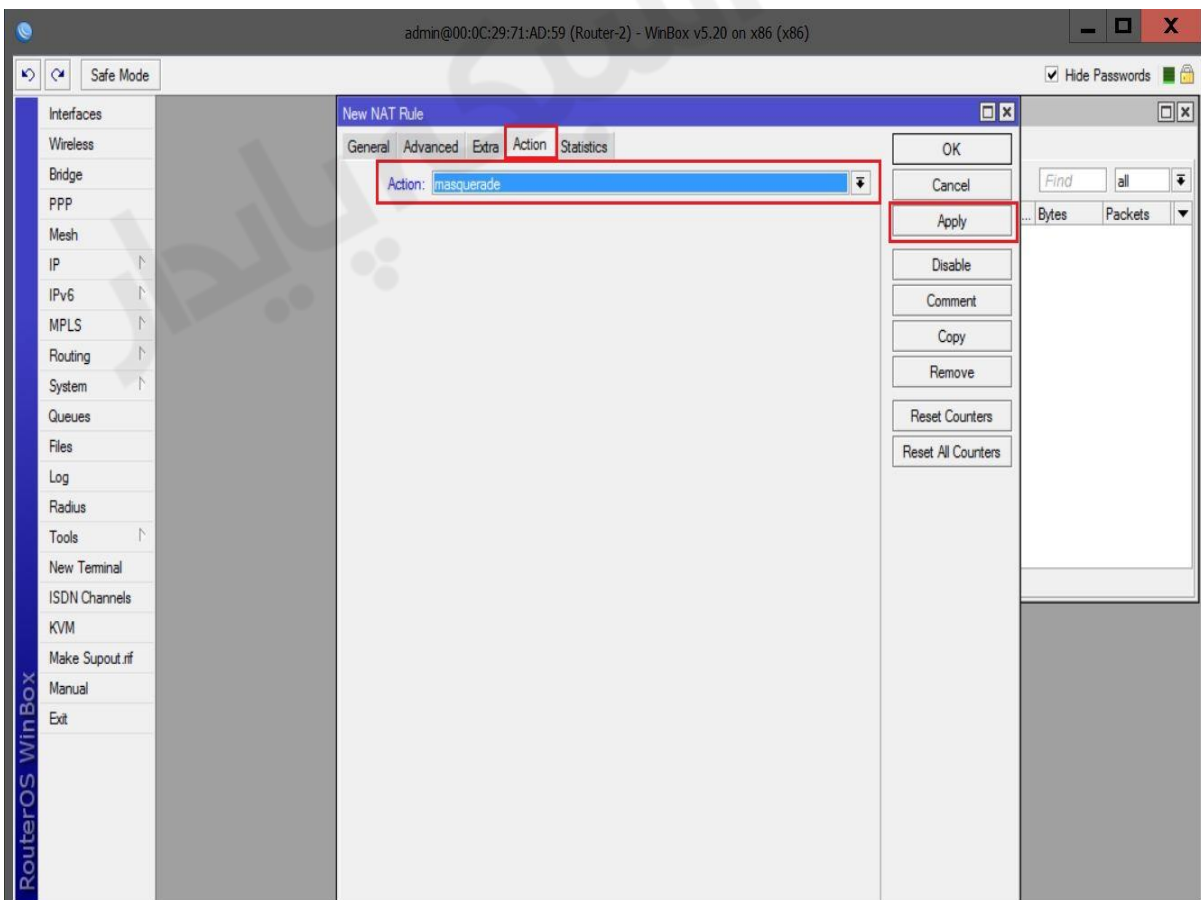 admin@00:0C:29:71:AD:59 (Router-2) - WinBox v5.20 on x86 (x86)
Safe Mode
Hide Passwords
Interfaces
Wireless
Bridge
PPP
Mesh
IP
IPv6
MPLS
Routing
System
Queues
Files
Log
Radius
Tools
New Terminal
ISDN Channels
KVM
Make Supout.rif
Manual
Exit
RouterOS WinBox
New NAT Rule
General Advanced Extra Action Statistics
Action: masquerade
OK
Cancel
Apply
Disable
Comment
Copy
Remove
Reset Counters
Reset All Counters
Find all
... Bytes Packets
پایدار